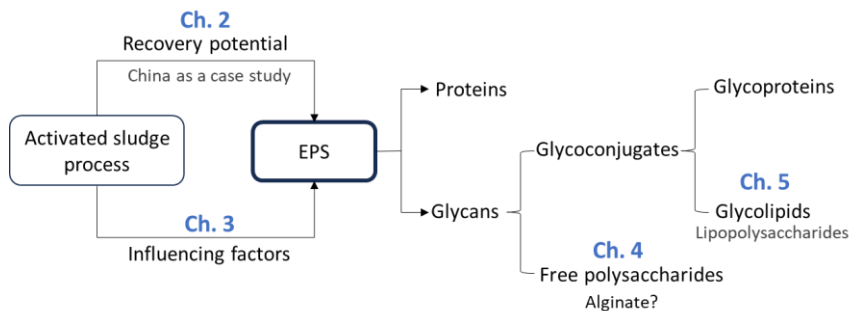 Ch. 2
Recovery potential
China as a case study
Activated sludge
process
EPS
Ch. 3
Influencing factors
Proteins
Glycans
Glycoconjugates
Ch. 4
Free polysaccharides
Alginate?
Glycoproteins
Ch. 5
Glycolipids
Lipopolysaccharides